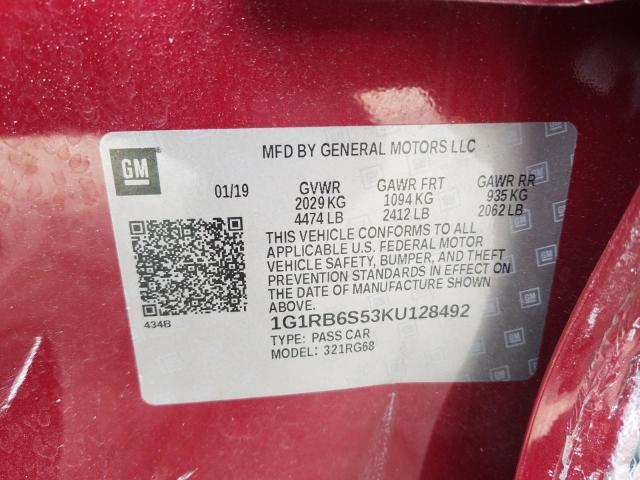 GM
MFD BY GENERAL MOTORS LLC
01/19 GVWR GAWR FRT GAWR RR
2029 KG 1094 KG 935 KG
4474 LB 2412 LB 2062 LB
THIS VEHICLE CONFORMS TO ALL
APPLICABLE U.S. FEDERAL MOTOR
VEHICLE SAFETY, BUMPER, AND THEFT
PREVENTION STANDARDS IN EFFECT ON
THE DATE OF MANUFACTURE SHOWN
ABOVE.
434B
1G1RB6S53KU128492
TYPE: PASS CAR
MODEL: 321RG68